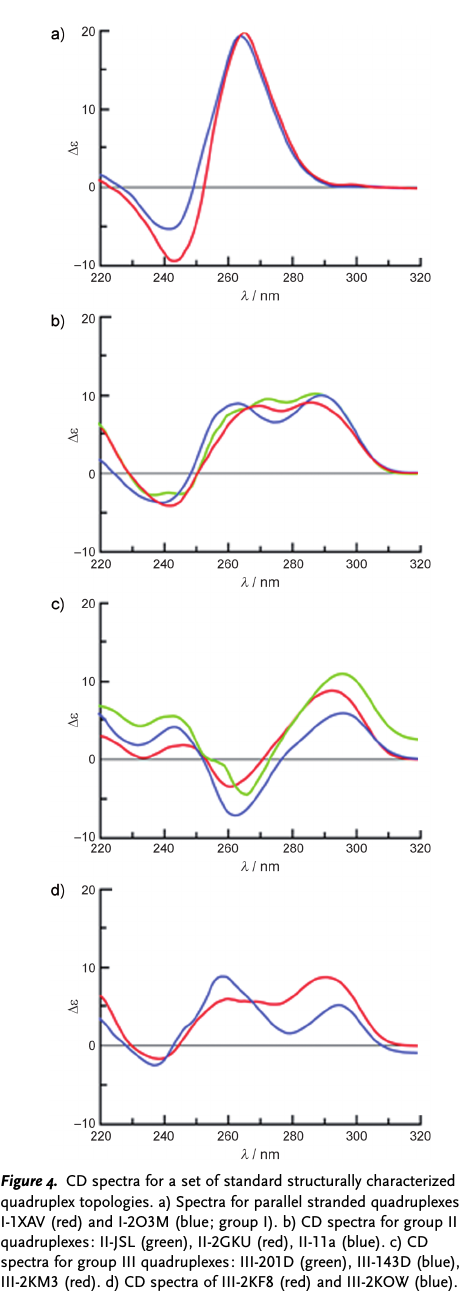 a)
20
10
Δε
0
−10
220 240 260 280 300 320
λ / nm
b)
20
10
Δε
0
−10
220 240 260 280 300 320
λ / nm
c)
20
10
Δε
0
−10
220 240 260 280 300 320
λ / nm
d)
20
10
Δε
0
−10
220 240 260 280 300 320
λ / nm
Figure 4. CD spectra for a set of standard structurally characterized
quadruplex topologies. a) Spectra for parallel stranded quadruplexes
I-1XAV (red) and I-2O3M (blue; group I). b) CD spectra for group II
quadruplexes: II-JSL (green), II-2GKU (red), II-11a (blue). c) CD
spectra for group III quadruplexes: III-201D (green), III-143D (blue),
III-2KM3 (red). d) CD spectra of III-2KF8 (red) and III-2KOW (blue).